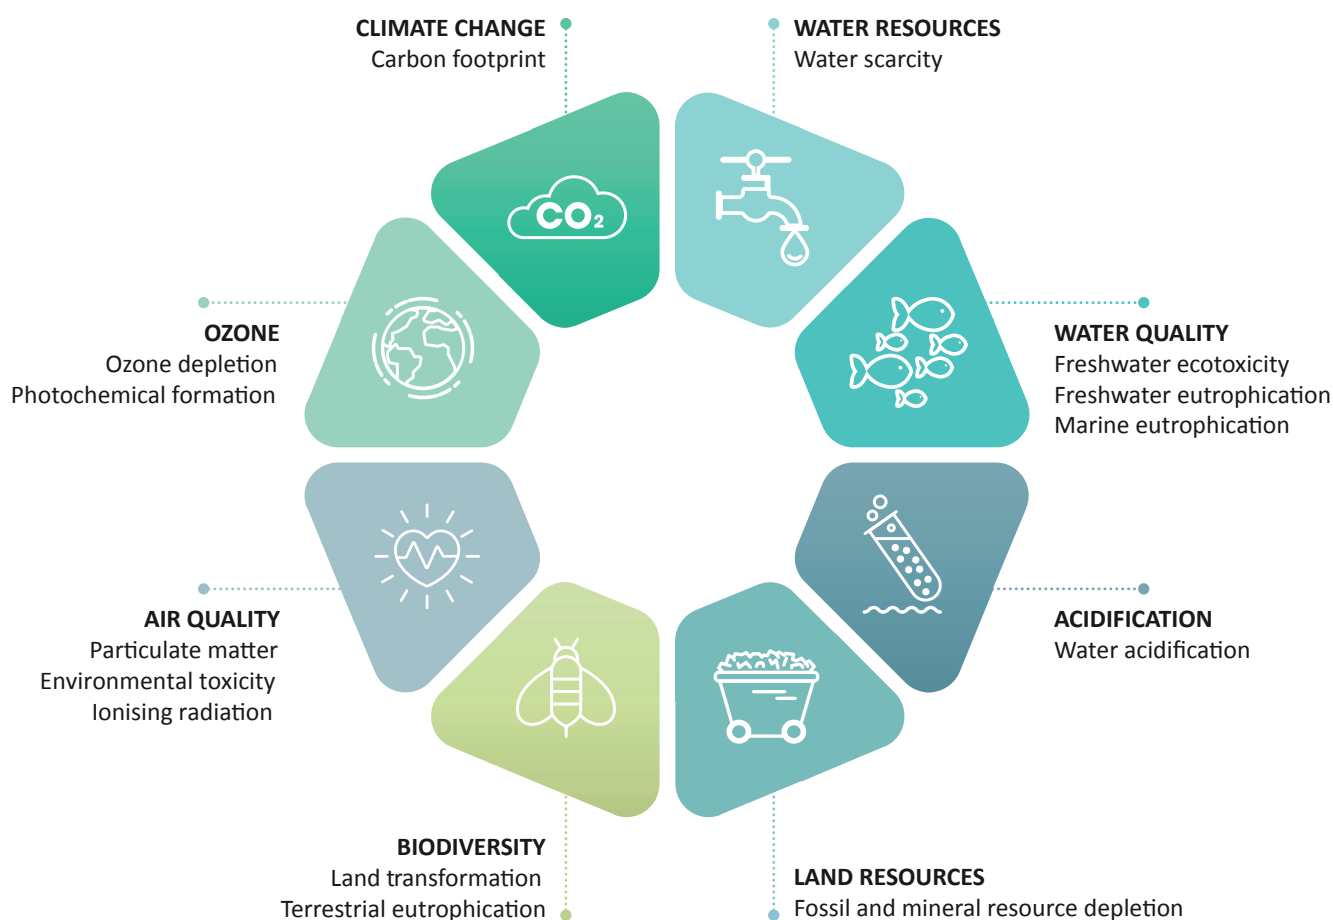 CLIMATE CHANGE
Carbon footprint
WATER RESOURCES
Water scarcity
CO₂
OZONE
Ozone depletion
Photochemical formation
WATER QUALITY
Freshwater ecotoxicity
Freshwater eutrophication
Marine eutrophication
AIR QUALITY
Particulate matter
Environmental toxicity
Ionising radiation
ACIDIFICATION
Water acidification
BIODIVERSITY
Land transformation
Terrestrial eutrophication
LAND RESOURCES
Fossil and mineral resource depletion